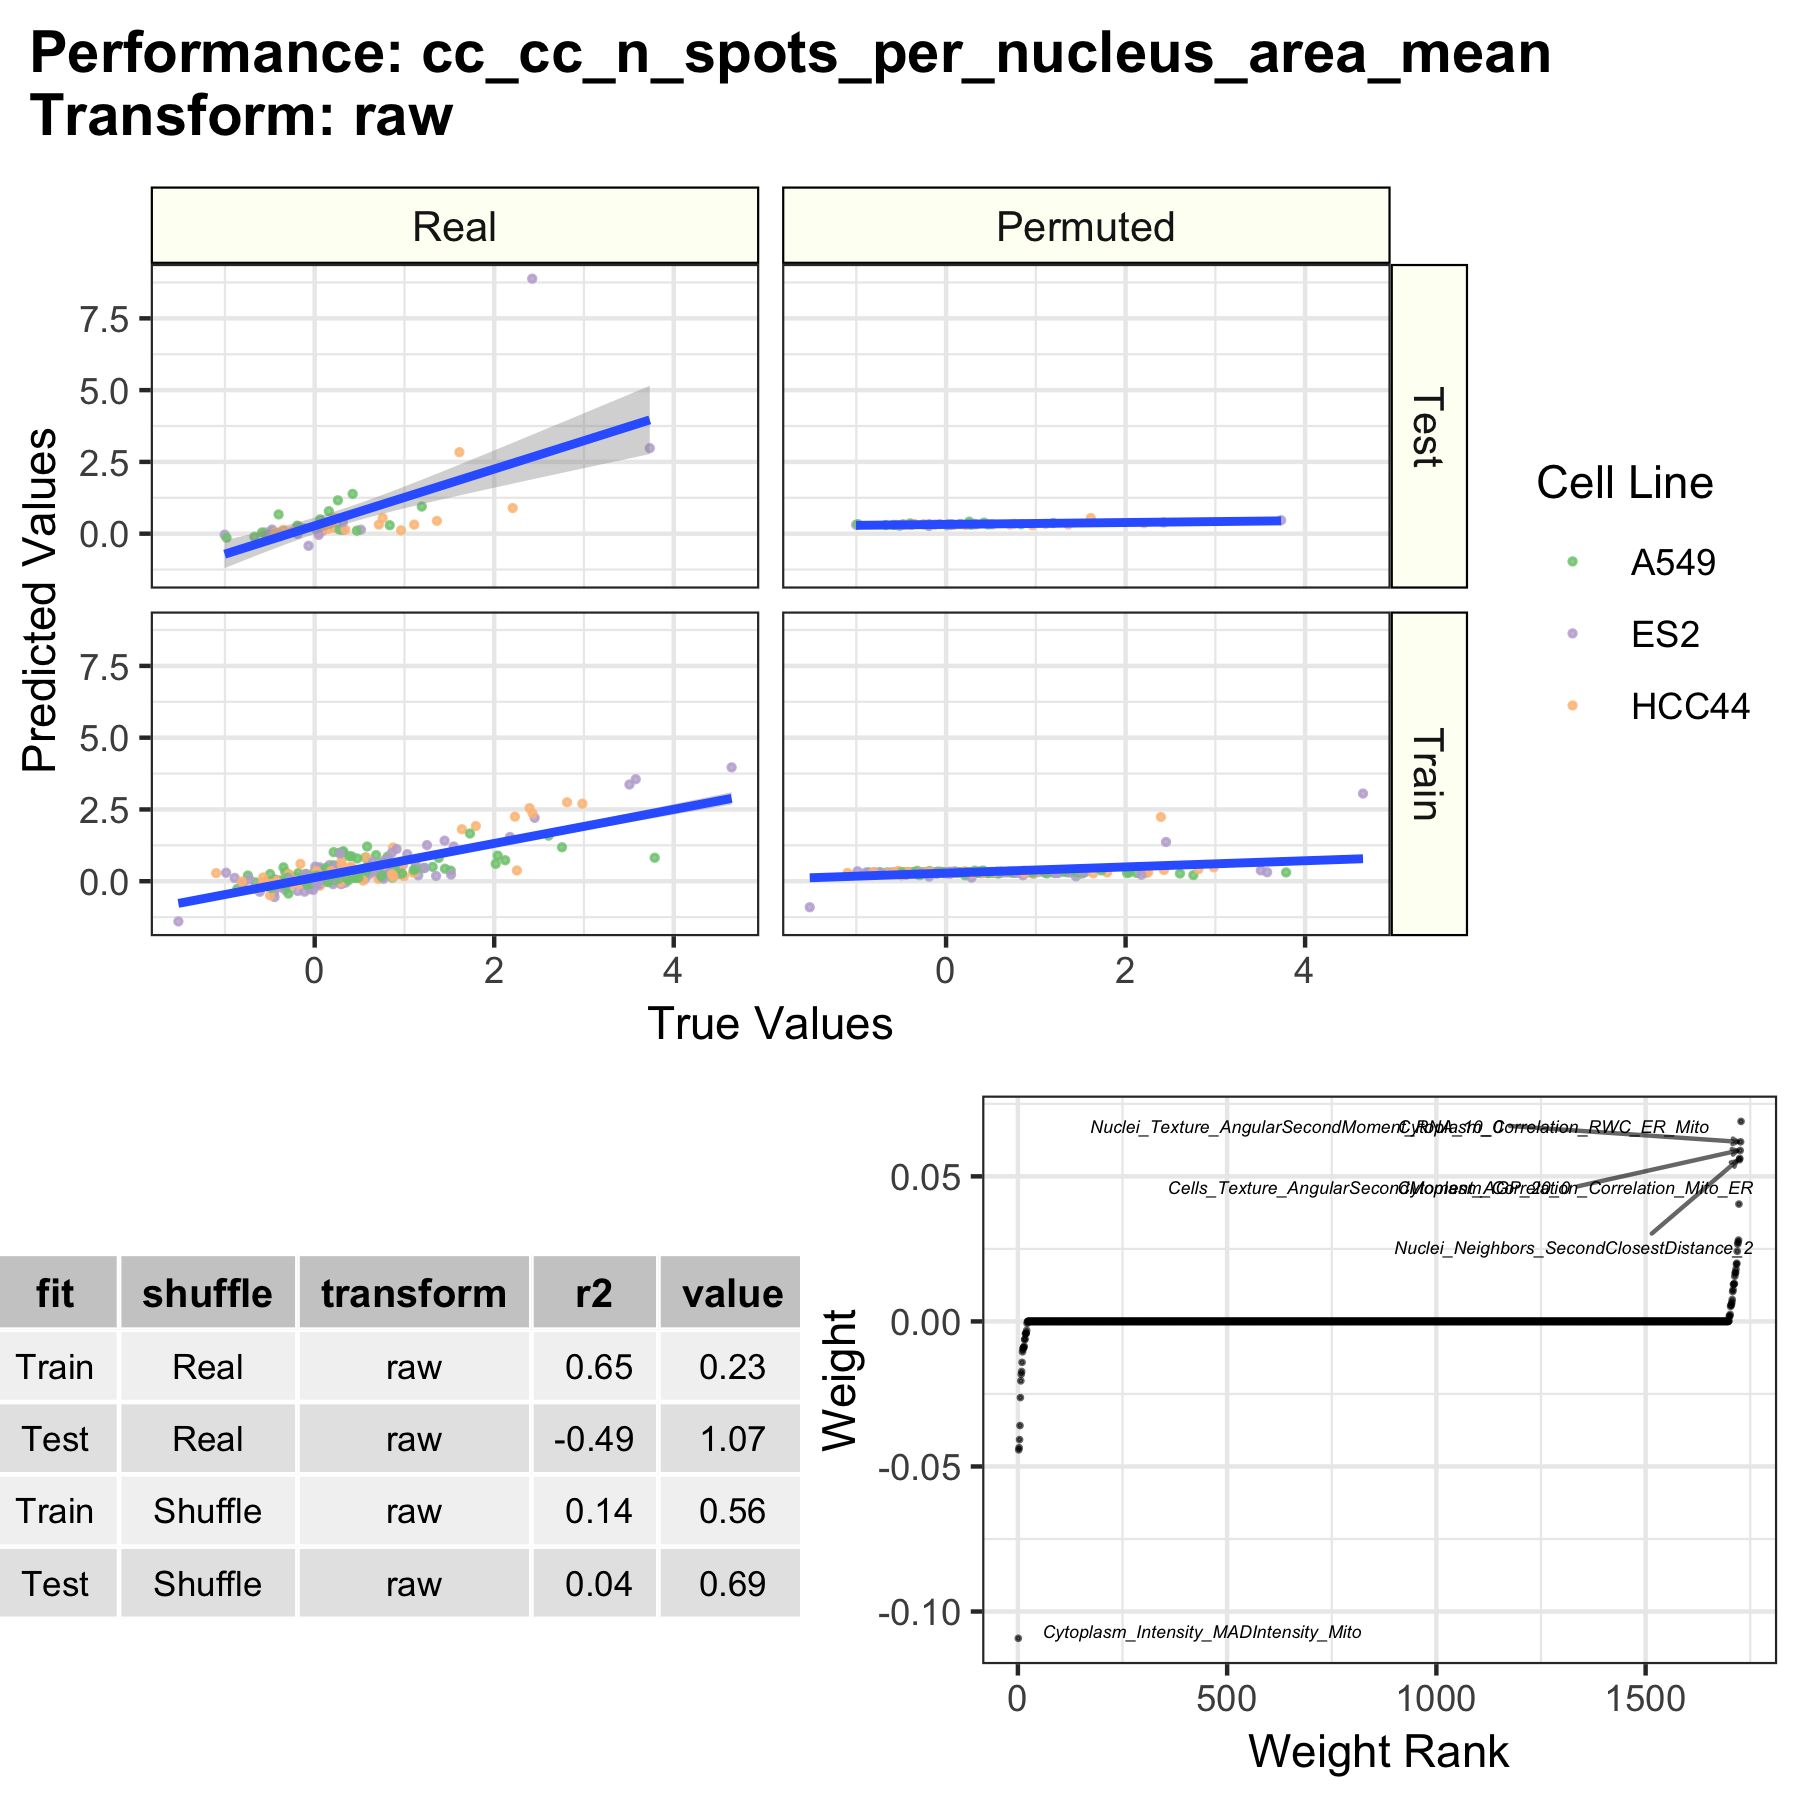 Performance: cc_cc_n_spots_per_nucleus_area_mean
Transform: raw
Real
Permuted
7.5
5.0
2.5
0.0
Test
7.5
5.0
2.5
0.0
Train
Predicted Values
0
2
4
0
2
4
True Values
Cell Line
A549
ES2
HCC44
fit shuffle transform r2 value
Train Real raw 0.65 0.23
Test Real raw -0.49 1.07
Train Shuffle raw 0.14 0.56
Test Shuffle raw 0.04 0.69
Weight
0.05
0.00
-0.05
-0.10
Nuclei_Texture_AngularSecondMoment_RNA_10_0
Cytoplasm_Correlation_RWC_ER_Mito
Cells_Texture_AngularSecondMoment_AGP_20_0
Cytoplasm_Correlation_Correlation_Mito_ER
Nuclei_Neighbors_SecondClosestDistance_2
Cytoplasm_Intensity_MADIntensity_Mito
0
500
1000
1500
Weight Rank